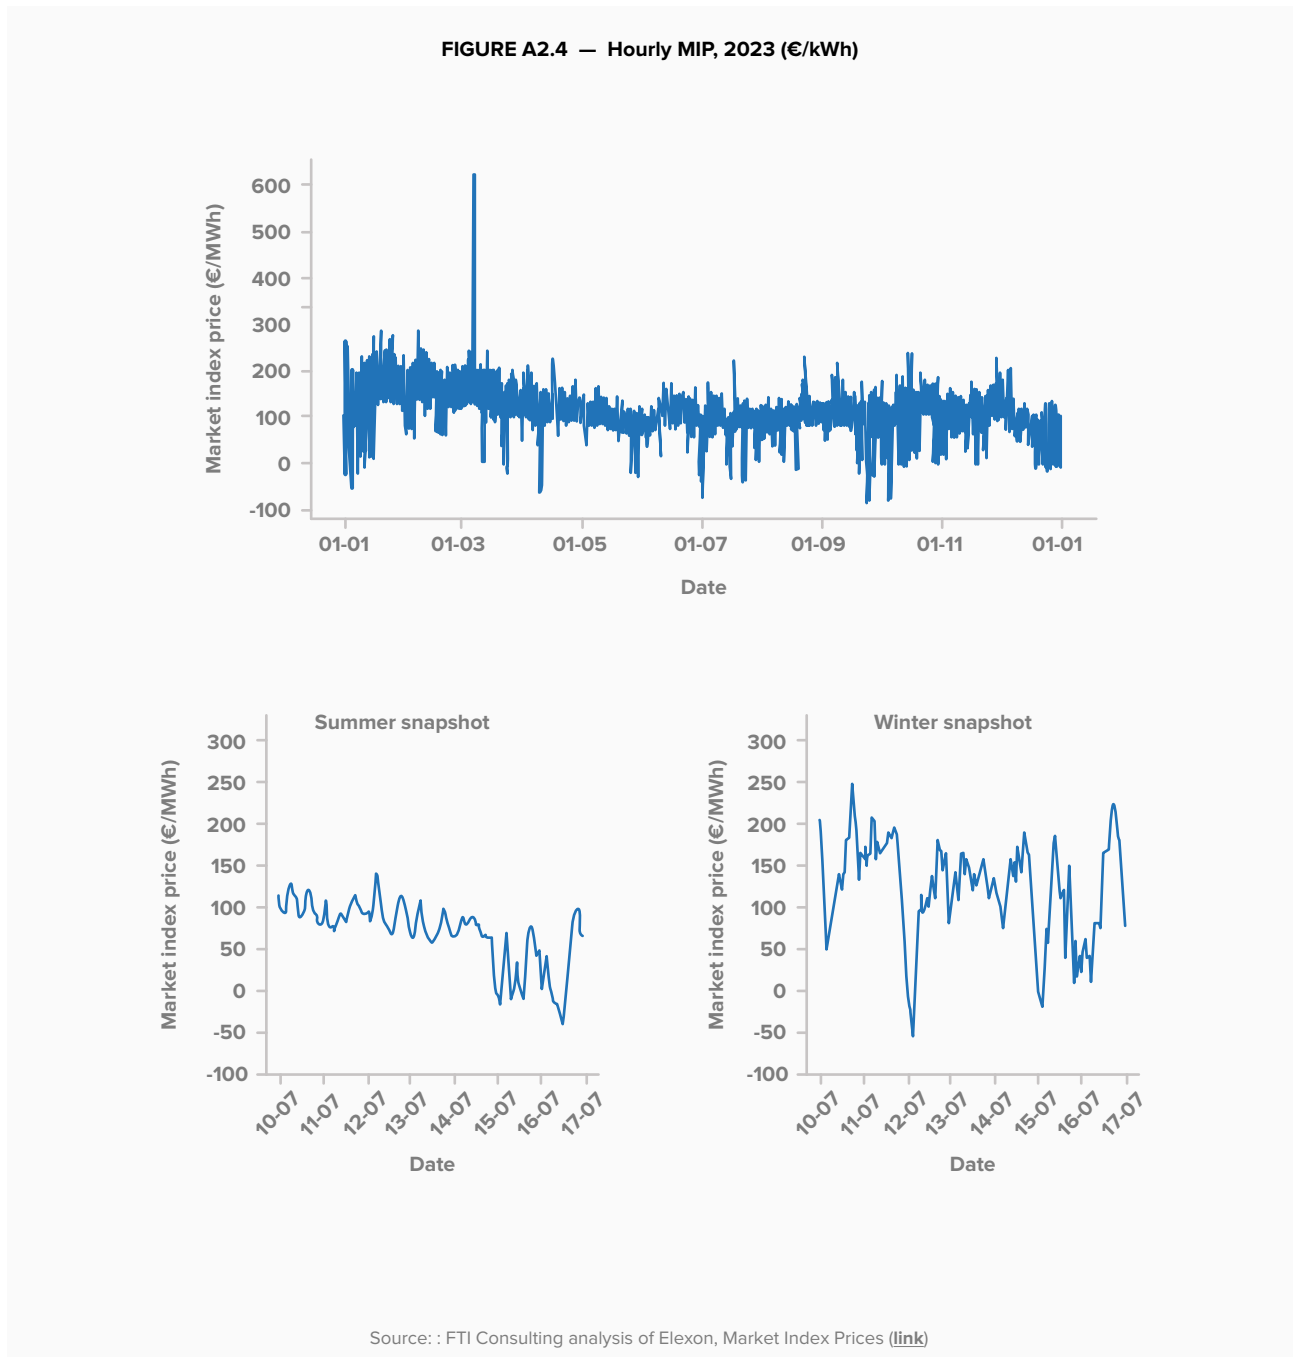 FIGURE A2.4 — Hourly MIP, 2023 (€/kWh)
Market index price (€/MWh)
600
500
400
300
200
100
0
-100
01-01 01-03 01-05 01-07 01-09 01-11 01-01
Date
Summer snapshot
Market index price (€/MWh)
300
250
200
150
100
50
0
-50
-100
10-07 11-07 12-07 13-07 14-07 15-07 16-07 17-07
Date
Winter snapshot
Market index price (€/MWh)
300
250
200
150
100
50
0
-50
-100
10-07 11-07 12-07 13-07 14-07 15-07 16-07 17-07
Date
Source: : FTI Consulting analysis of Elexon, Market Index Prices (link)